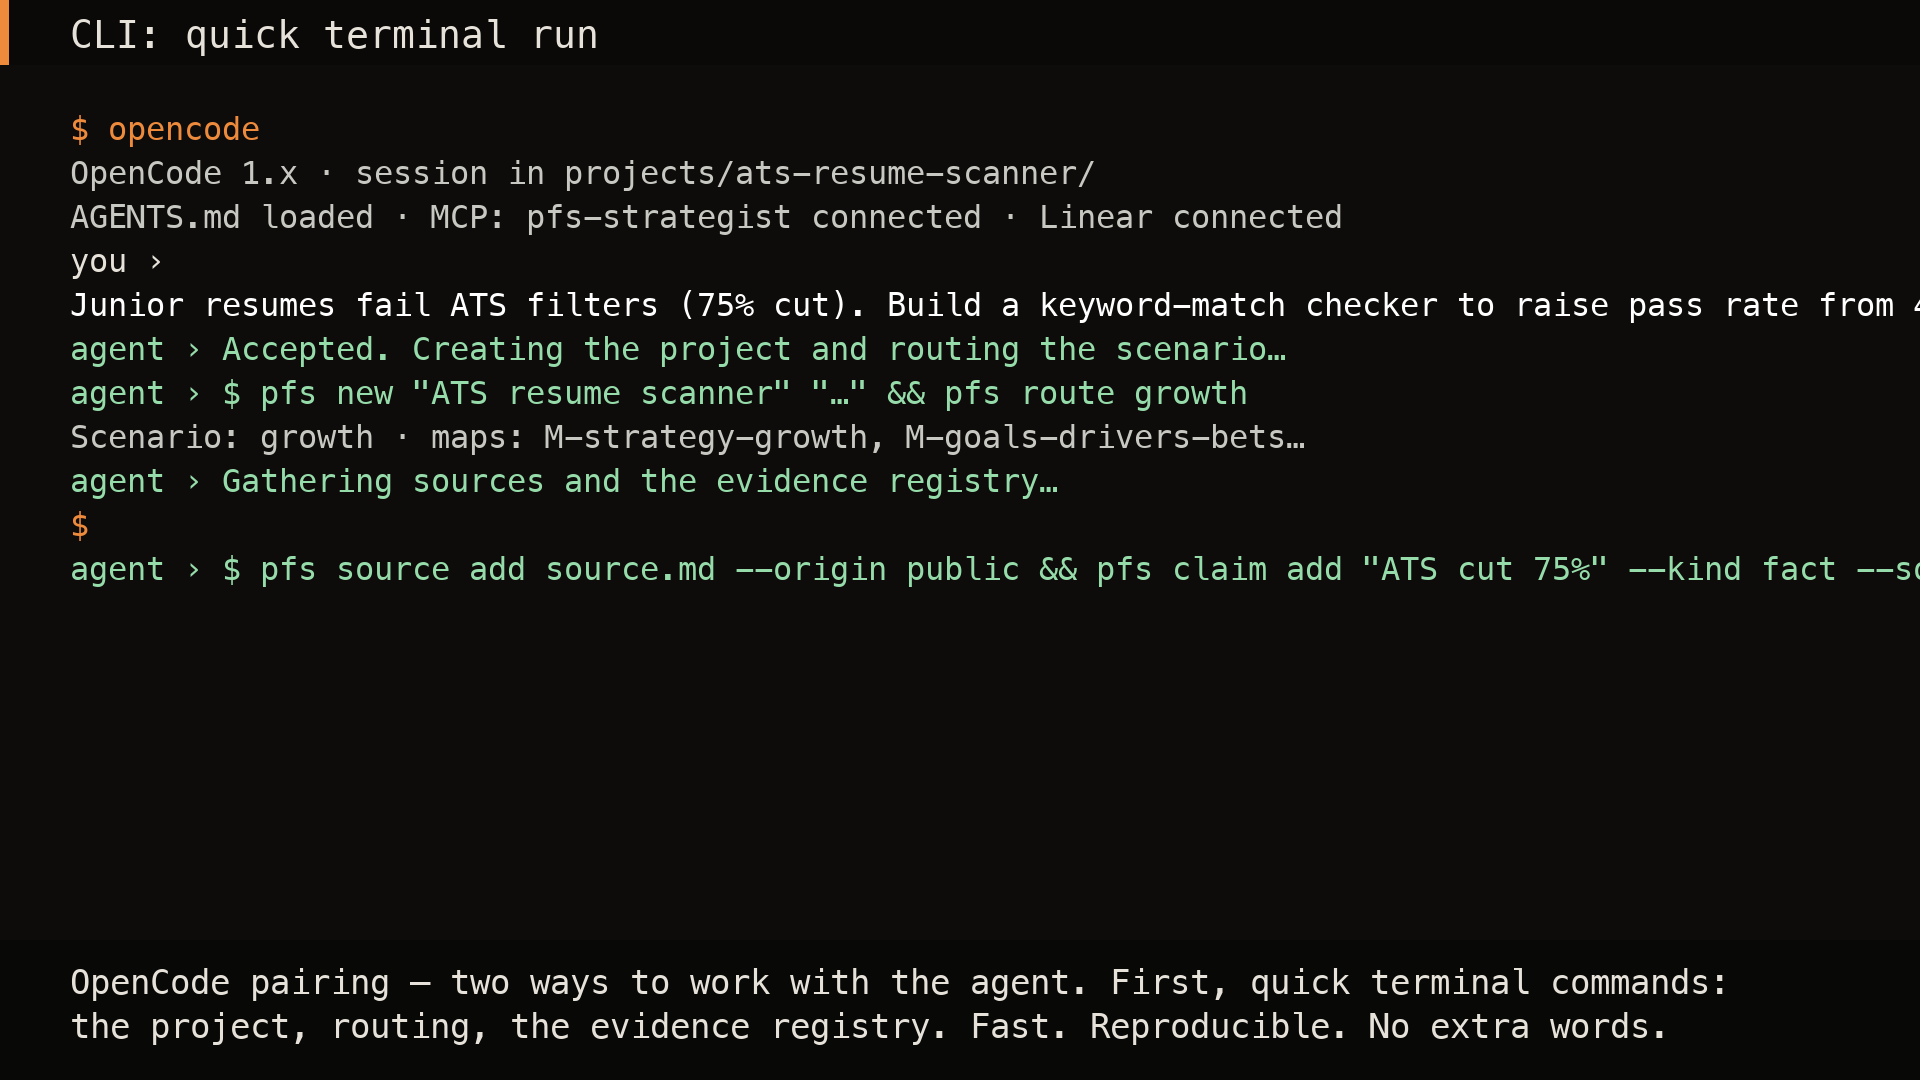 CLI: quick terminal run
$ opencode
OpenCode 1.x · session in projects/ats-resume-scanner/
AGENTS.md loaded · MCP: pfs-strategist connected · Linear connected
you ›
Junior resumes fail ATS filters (75% cut). Build a keyword-match checker to raise pass rate from
agent › Accepted. Creating the project and routing the scenario…
agent › $ pfs new "ATS resume scanner" "…" && pfs route growth
Scenario: growth · maps: M-strategy-growth, M-goals-drivers-bets…
agent › Gathering sources and the evidence registry…
$
agent › $ pfs source add source.md --origin public && pfs claim add "ATS cut 75%" --kind fact
OpenCode pairing — two ways to work with the agent. First, quick terminal commands:
the project, routing, the evidence registry. Fast. Reproducible. No extra words.